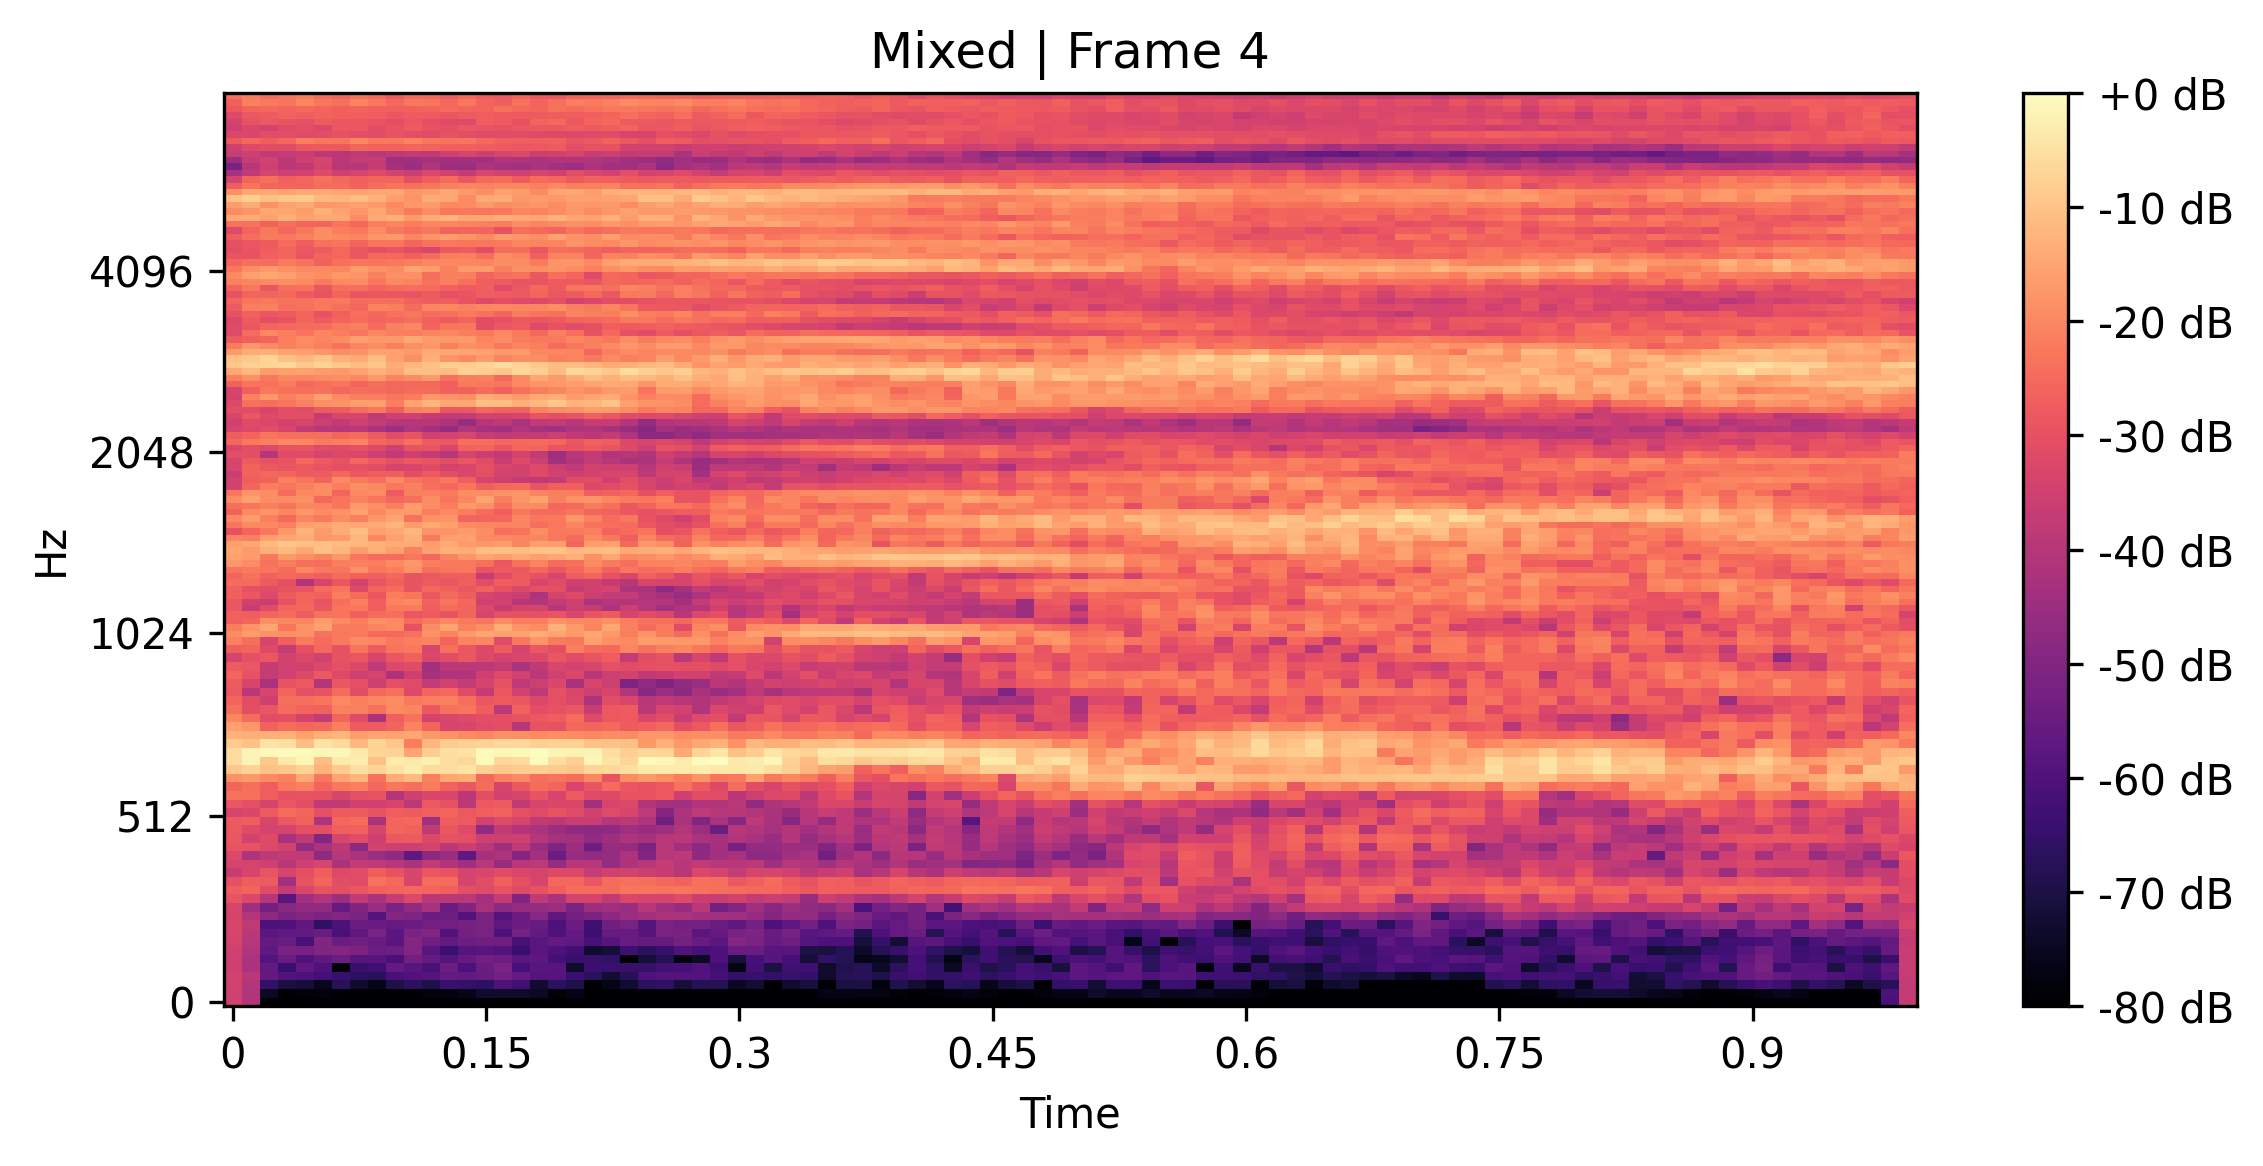 Mixed | Frame 4
Hz
4096
2048
1024
512
0
0 0.15 0.3 0.45 0.6 0.75 0.9
Time
+0 dB
-10 dB
-20 dB
-30 dB
-40 dB
-50 dB
-60 dB
-70 dB
-80 dB